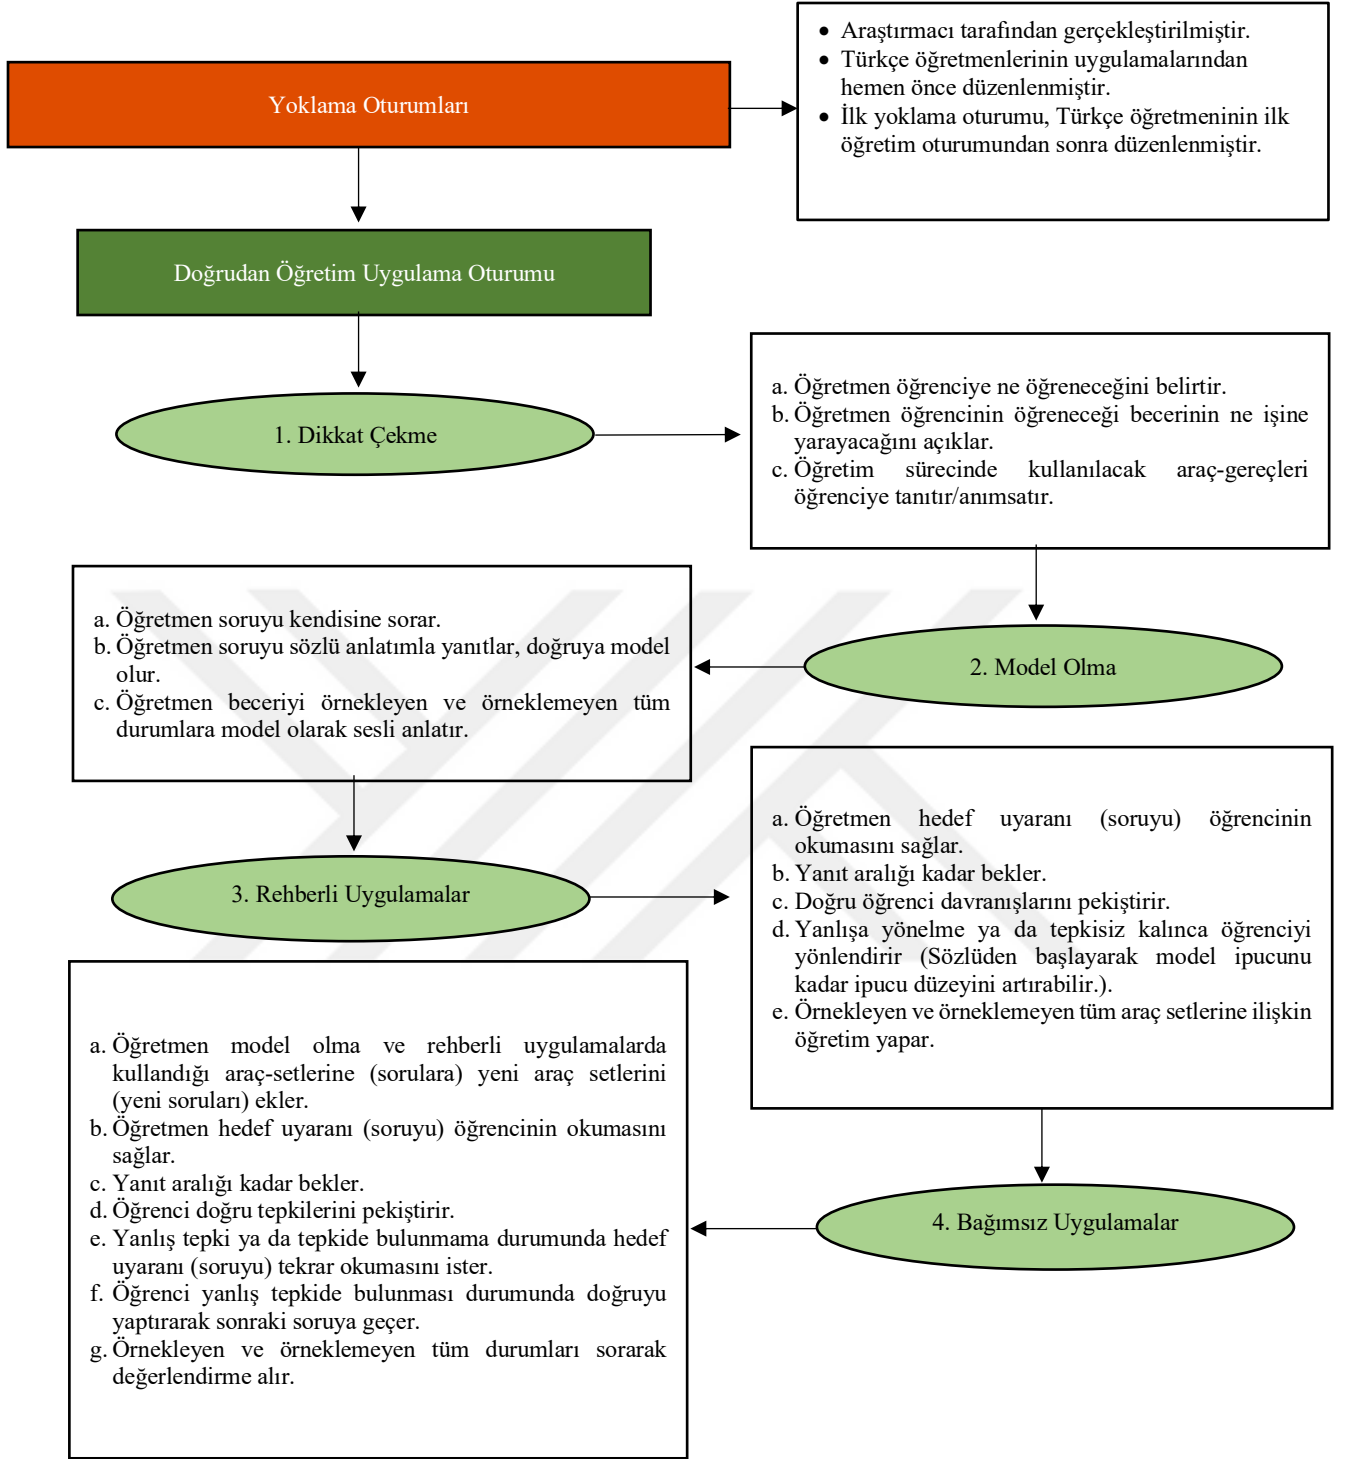 Yoklama Oturumları
• Araştırmacı tarafından gerçekleştirilmiştir.
• Türkçe öğretmenlerinin uygulamalarından
hemen önce düzenlenmiştir.
• İlk yoklama oturumu, Türkçe öğretmeninin ilk
öğretim oturumundan sonra düzenlenmiştir.
Doğrudan Öğretim Uygulama Oturumu
1. Dikkat Çekme
a. Öğretmen öğrenciye ne öğreneceğini belirtir.
b. Öğretmen öğrencinin öğreneceği becerinin ne işine
yarayacağını açıklar.
c. Öğretim sürecinde kullanılacak araç-gereçleri
öğrenciye tanıtır/anımsatır.
2. Model Olma
a. Öğretmen soruyu kendisine sorar.
b. Öğretmen soruyu sözlü anlatımla yanıtlar, doğruya model
olur.
c. Öğretmen beceriyi örnekleyen ve örneklemeyen tüm
durumlara model olarak sesli anlatır.
3. Rehberli Uygulamalar
a. Öğretmen hedef uyaranı (soruyu) öğrencinin
okumasını sağlar.
b. Yanıt aralığı kadar bekler.
c. Doğru öğrenci davranışlarını pekiştirir.
d. Yanlışa yönelme ya da tepkisiz kalınca öğrenciyi
yönlendirir (Sözlüden başlayarak model ipucunu
kadar ipucu düzeyini artırabilir.).
e. Örnekleyen ve örneklemeyen tüm araç setlerine ilişkin
öğretim yapar.
4. Bağımsız Uygulamalar
a. Öğretmen model olma ve rehberli uygulamalarda
kullandığı araç-setlerine (sorulara) yeni araç setlerini
(yeni soruları) ekler.
b. Öğretmen hedef uyaranı (soruyu) öğrencinin okumasını
sağlar.
c. Yanıt aralığı kadar bekler.
d. Öğrenci doğru tepkilerini pekiştirir.
e. Yanlış tepki ya da tepkide bulunmama durumunda hedef
uyaranı (soruyu) tekrar okumasını ister.
f. Öğrenci yanlış tepkide bulunması durumunda doğruyu
yaptırarak sonraki soruya geçer.
g. Örnekleyen ve örneklemeyen tüm durumları sorarak
değerlendirme alır.